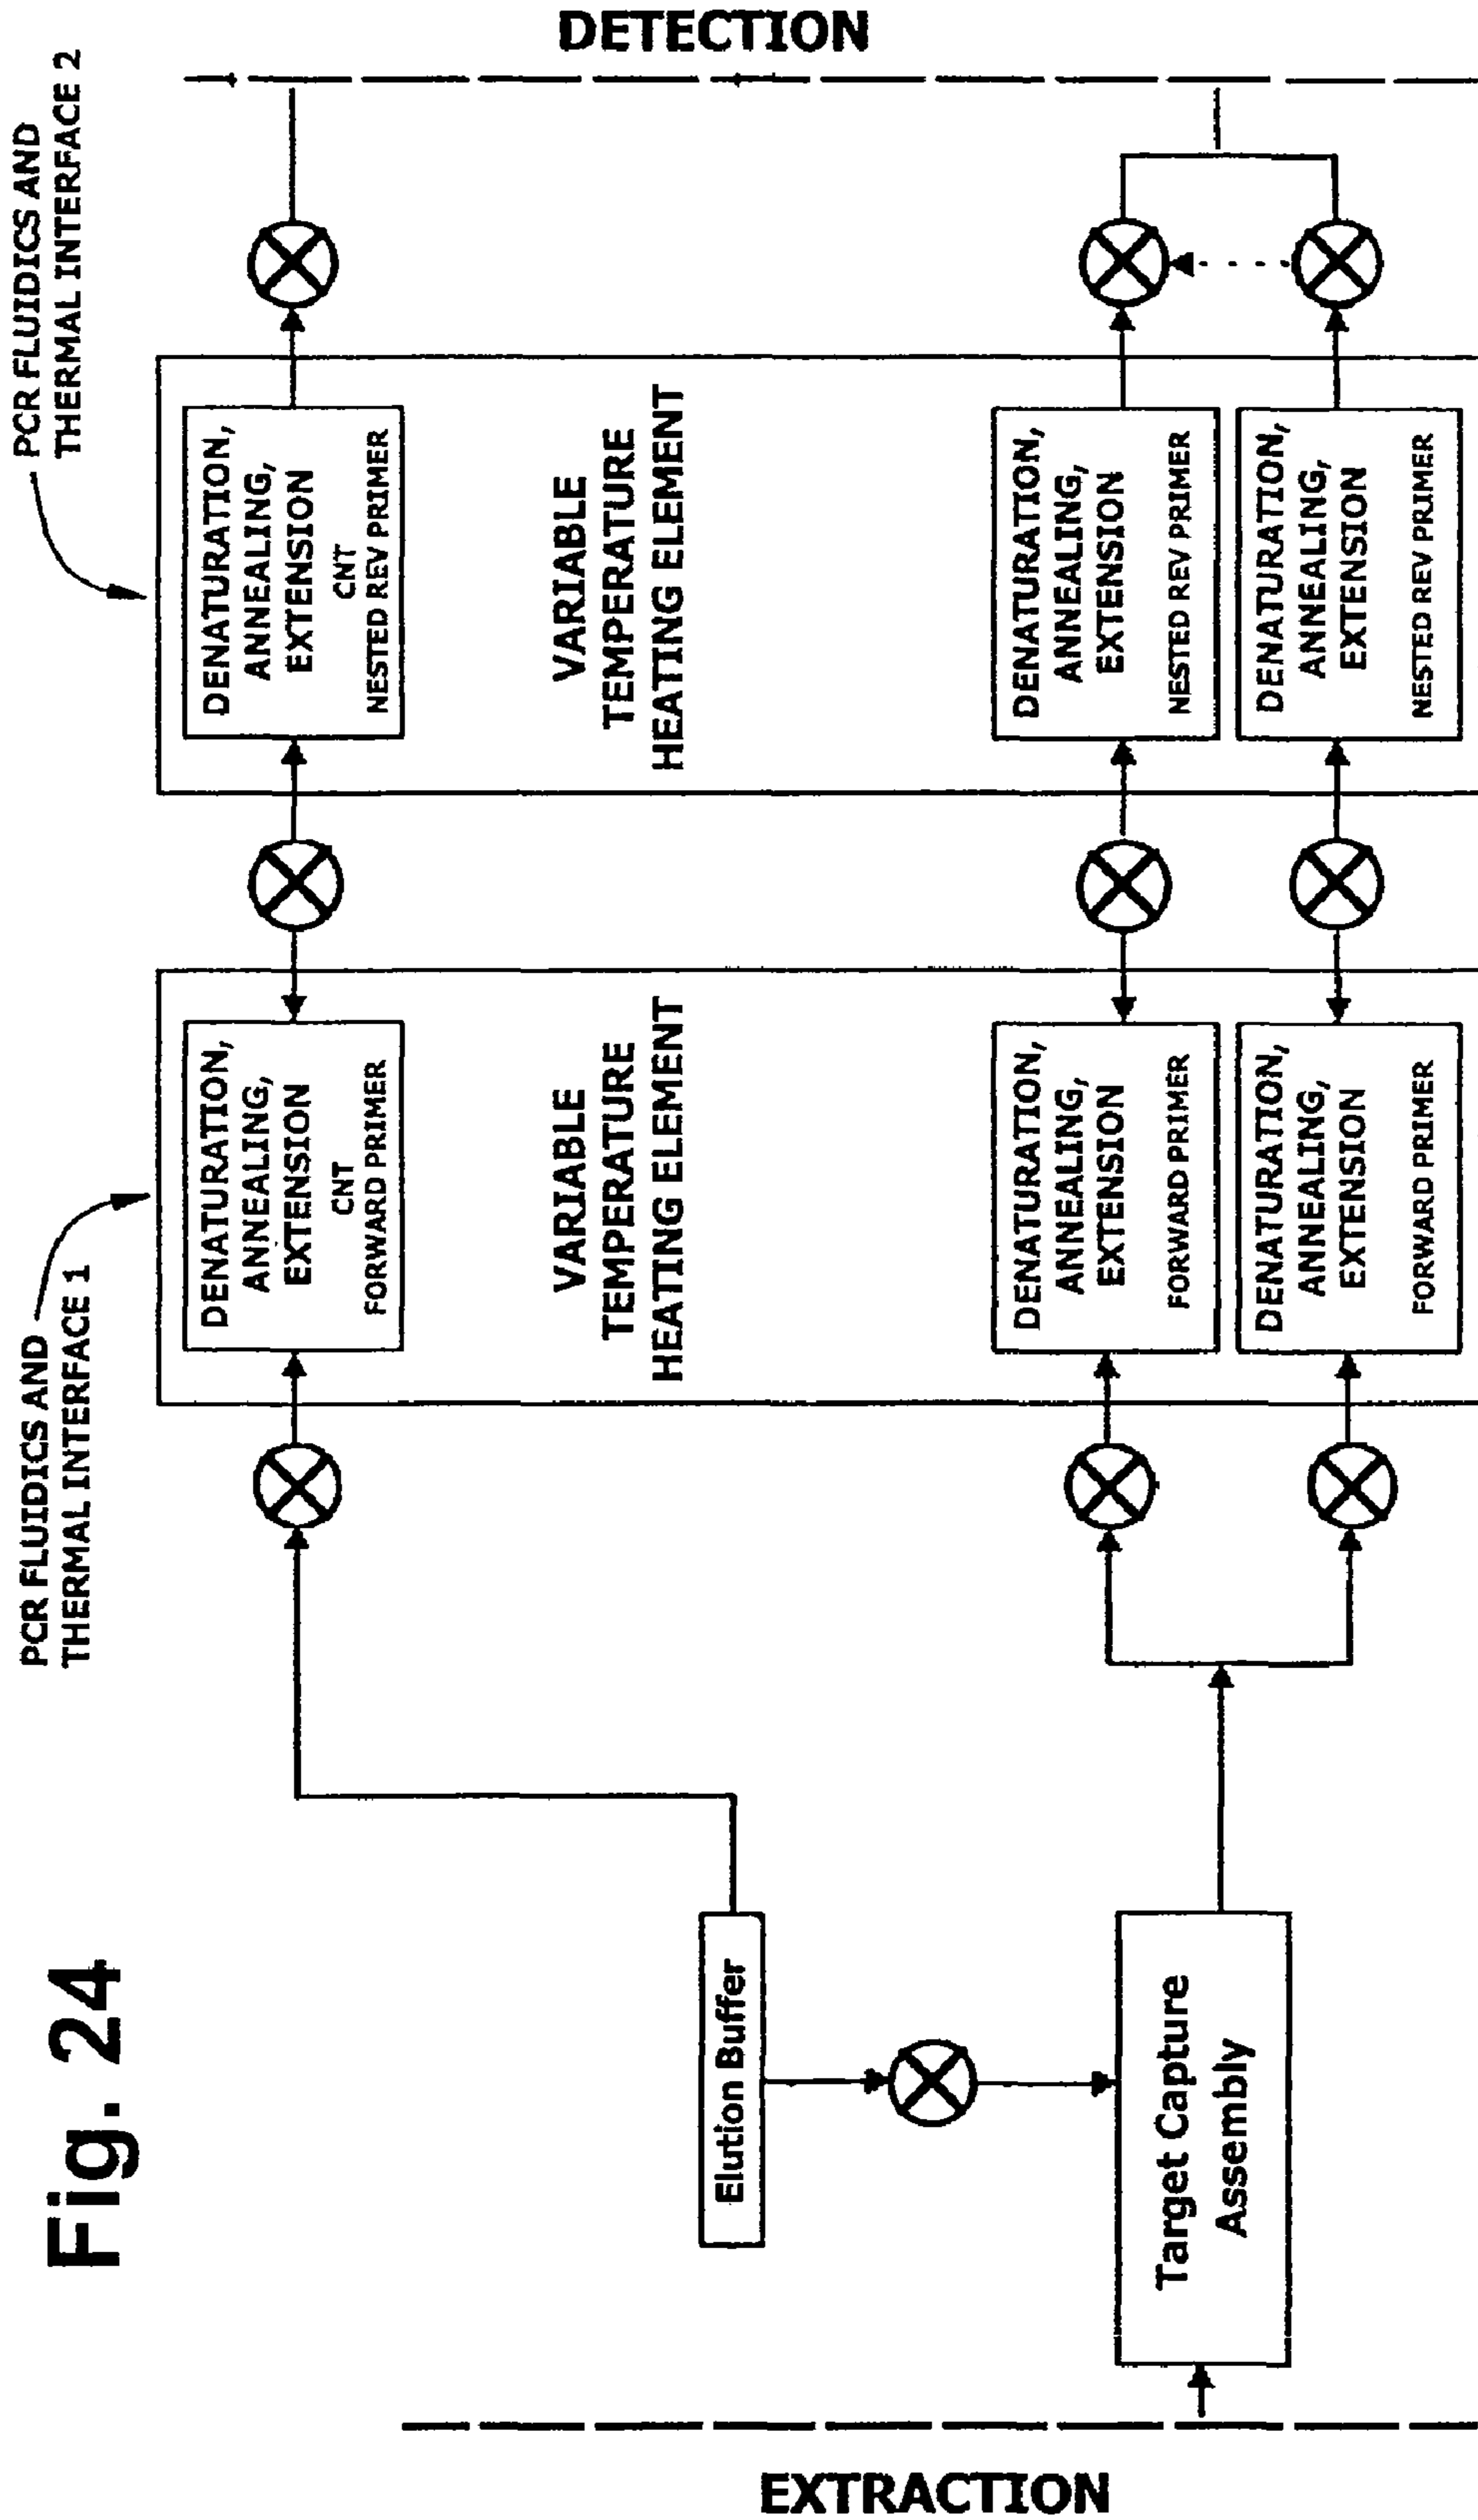 Fig. 24
PCR FLUIDICS AND
THERMAL INTERFACE 1
PCR FLUIDICS AND
THERMAL INTERFACE 2
EXTRACTION
Elution Buffer
Target Capture
Assembly
DENATURATION,
ANNEALING,
EXTENSION
CNT
FORWARD PRIMER
VARIABLE
TEMPERATURE
HEATING ELEMENT
DENATURATION,
ANNEALING,
EXTENSION
FORWARD PRIMER
DENATURATION,
ANNEALING,
EXTENSION
FORWARD PRIMER
DENATURATION,
ANNEALING,
EXTENSION
CNT
NESTED REV PRIMER
VARIABLE
TEMPERATURE
HEATING ELEMENT
DENATURATION,
ANNEALING,
EXTENSION
NESTED REV PRIMER
DENATURATION,
ANNEALING,
EXTENSION
NESTED REV PRIMER
DETECTION